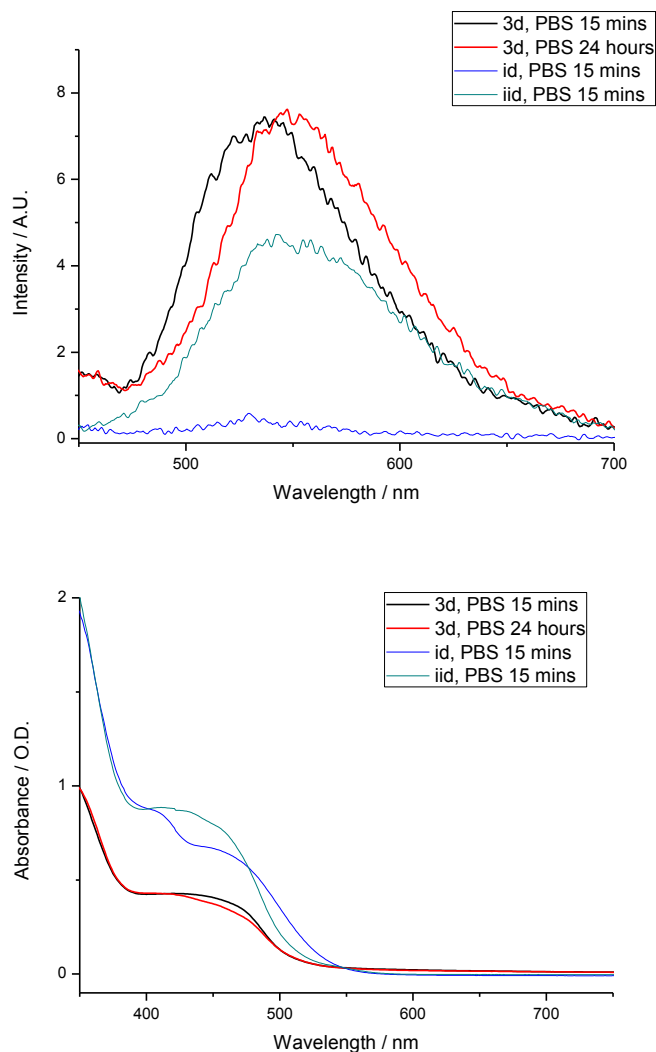 3d, PBS 15 mins
3d, PBS 24 hours
id, PBS 15 mins
iid, PBS 15 mins
8
6
4
2
0
Intensity / A.U.
500
600
700
Wavelength / nm
3d, PBS 15 mins
3d, PBS 24 hours
id, PBS 15 mins
iid, PBS 15 mins
2
1
0
Absorbance / O.D.
400
500
600
700
Wavelength / nm